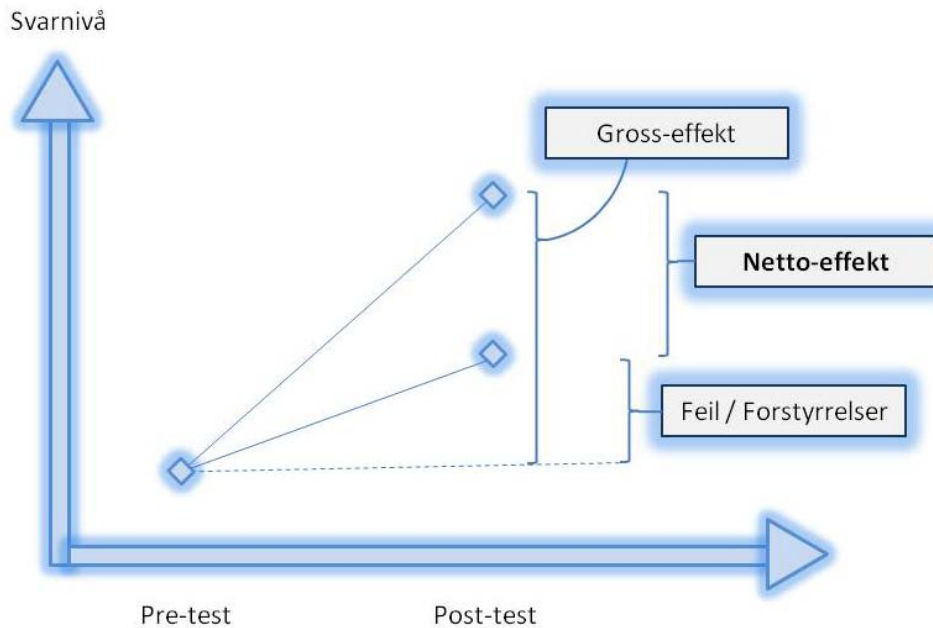 Svarnivå
Gross-effekt
Netto-effekt
Feil / Forstyrrelser
Pre-test
Post-test